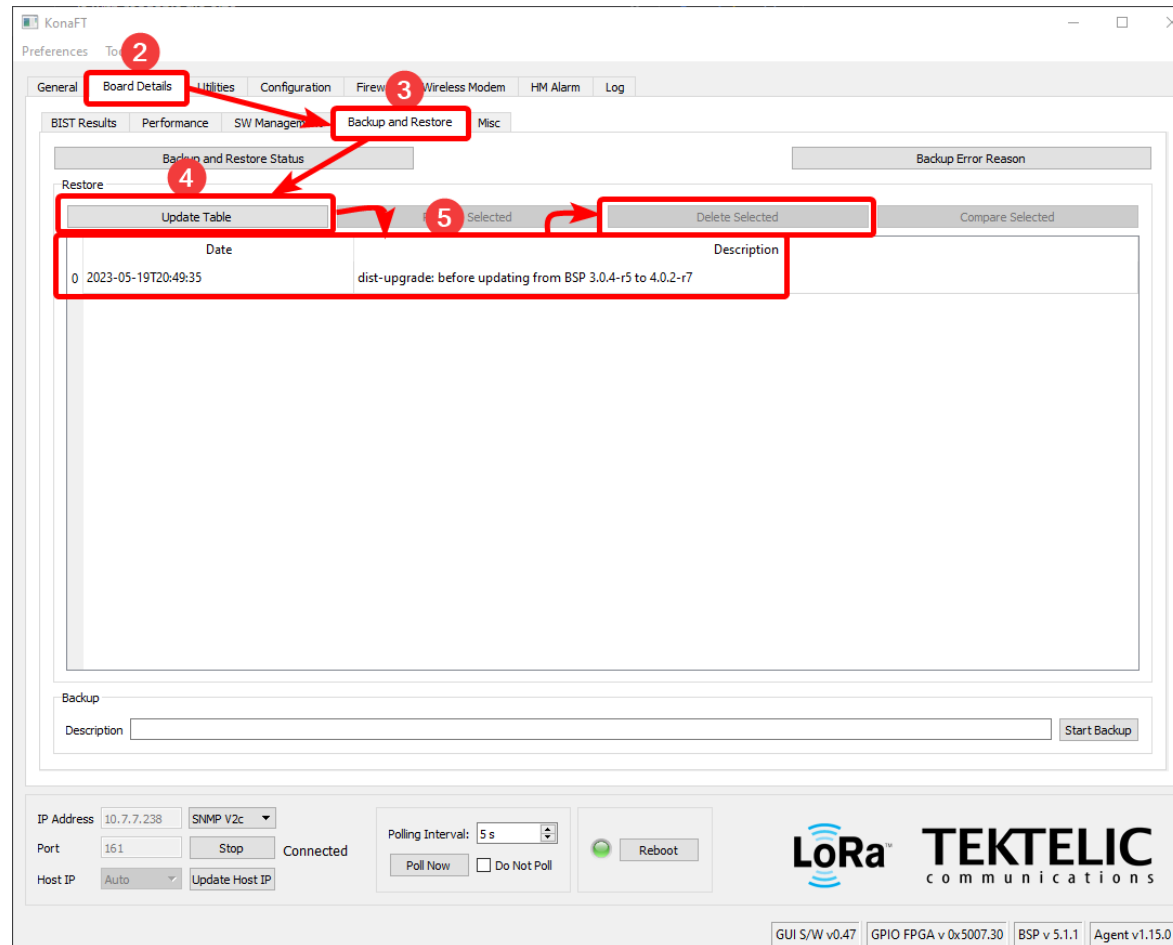 KonaFT
Preferences
2
General Board Details Utilities Configuration Wireless Modem HM Alarm Log
3
BIST Results Performance Backup and Restore Misc
Backup and Restore Status Backup Error Reason
Restore
4
Update Table Selected Delete Selected Compare Selected
5
Date Description
0 2023-05-19T20:49:35 dist-upgrade: before updating from BSP 3.0.4-r5 to 4.0.2-r7
Backup
Description Start Backup
IP Address 10.7.7.238 SNMP V2c
Port 161 Stop Connected
Host IP Auto Update Host IP
Polling Interval: 5 s
Poll Now Do Not Poll
Reboot
LoRa™
TEKTELIC
communications
GUI S/W v0.47 GPIO FPGA v 0x5007.30 BSP v 5.1.1 Agent v1.15.0